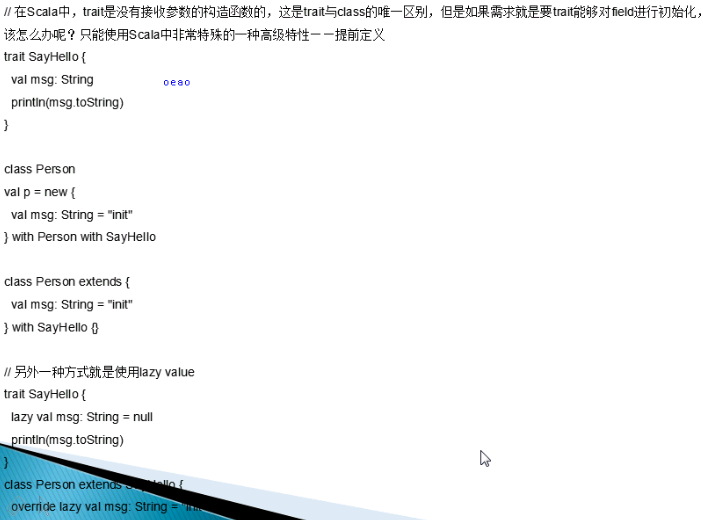 // 在Scala中，trait是没有接收参数的构造函数的，这是trait与class的唯一区别，但是如果需求就是要trait能够对field进行初始化，
该怎么办呢？只能使用Scala中非常特殊的一种高级特性——提前定义
trait SayHello {
val msg: String
oeao
println(msg.toString)
}
class Person
val p = new {
val msg: String = "init"
} with Person with SayHello
class Person extends {
val msg: String = "init"
} with SayHello {}
// 另外一种方式就是使用lazy value
trait SayHello {
lazy val msg: String = null
println(msg.toString)
}
class Person extends SayHello {
override lazy val msg: String = "init"